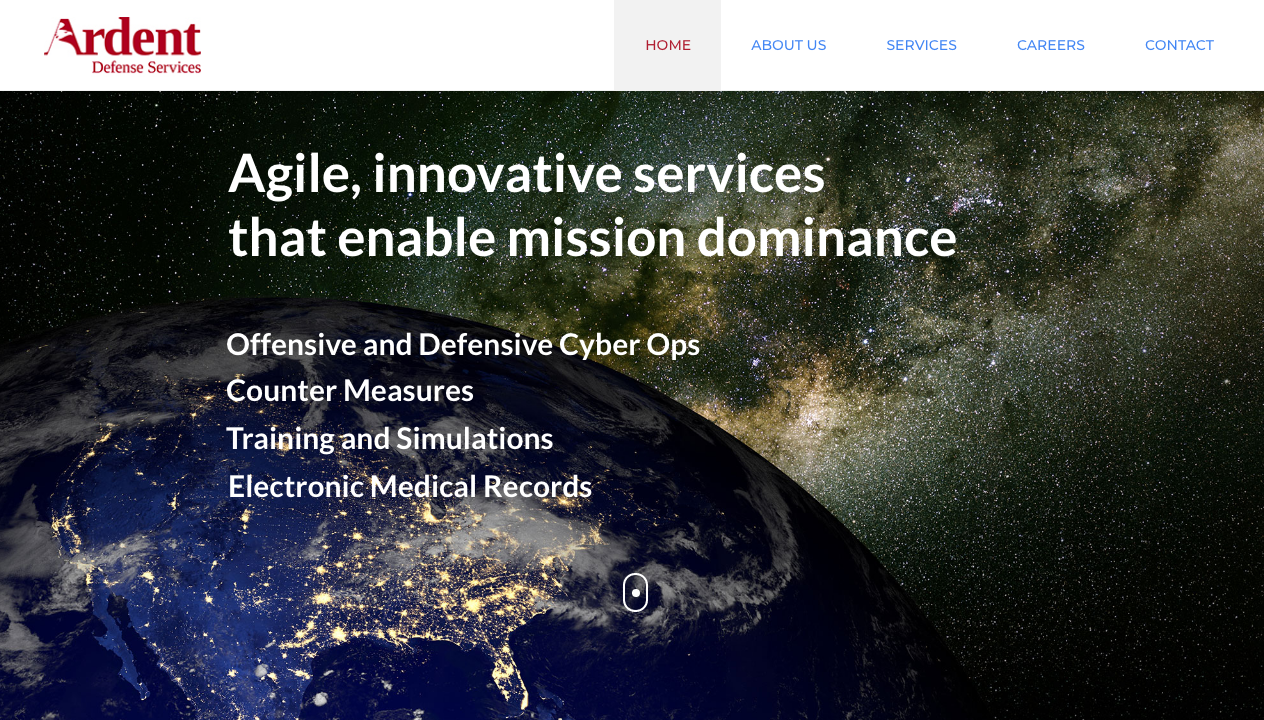 Ardent
Defense Services
HOME
ABOUT US
SERVICES
CAREERS
CONTACT
Agile, innovative services
that enable mission dominance
Offensive and Defensive Cyber Ops
Counter Measures
Training and Simulations
Electronic Medical Records